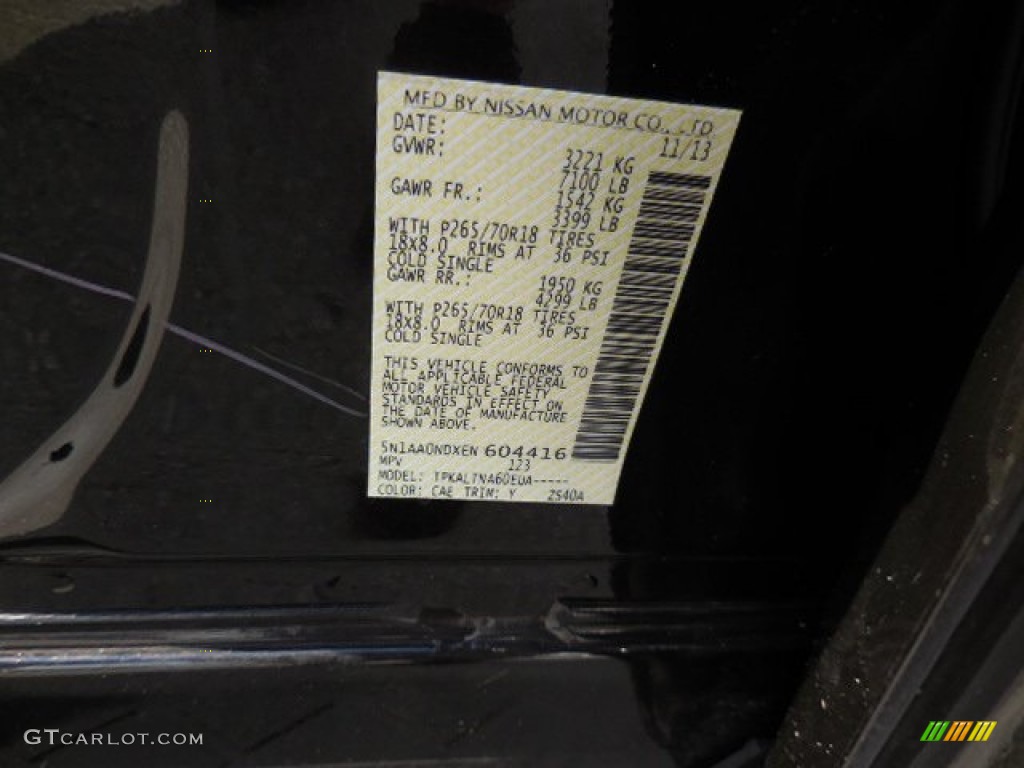 MFD BY NISSAN MOTOR CO., LTD.
DATE: 11/13
GVWR: 3221 KG
7100 LB
GAWR FR.: 1542 KG
3399 LB
WITH P265/70R18 TIRES
18X8.0 RIMS AT 36 PSI
COLD SINGLE
GAWR RR.: 1950 KG
4299 LB
WITH P265/70R18 TIRES
18X8.0 RIMS AT 36 PSI
COLD SINGLE
THIS VEHICLE CONFORMS TO
ALL APPLICABLE FEDERAL
MOTOR VEHICLE SAFETY
STANDARDS IN EFFECT ON
THE DATE OF MANUFACTURE
SHOWN ABOVE.
5N1AA0NDXEN 604416
MPV 123
MODEL: TPKALTNA60EUA-----
COLOR: CAE TRIM: Y 2S40A
GTCARLOT.COM